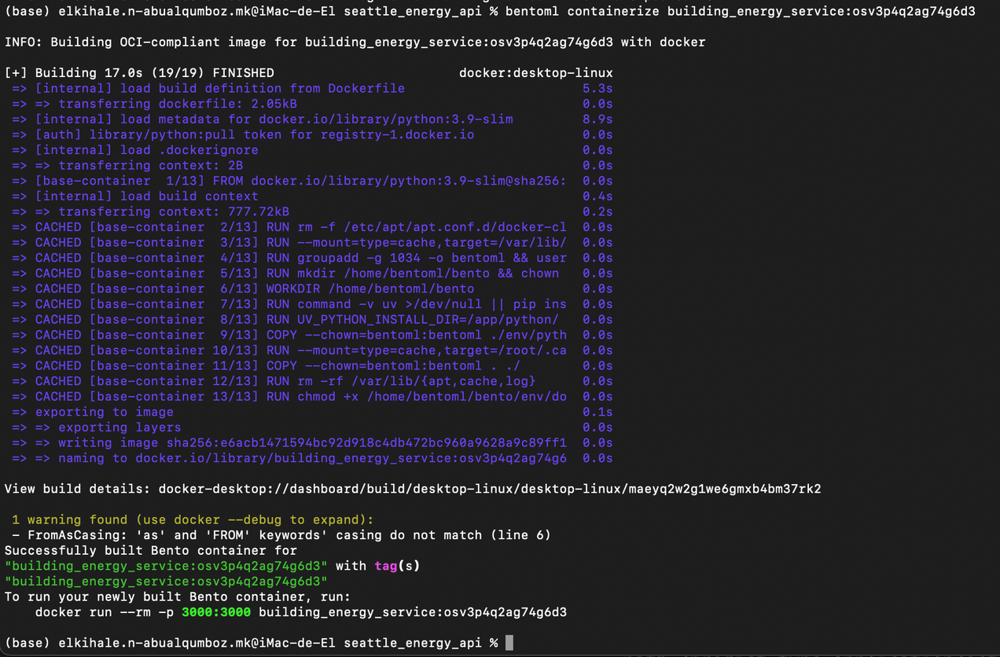 (base) elkihale.n-abualqumboz.mk@iMac-de-El seattle_energy_api % bentoml containerize building_energy_service:osv3p4q2ag74g6d3
INFO: Building OCI-compliant image for building_energy_service:osv3p4q2ag74g6d3 with docker
[+] Building 17.0s (19/19) FINISHED docker:desktop-linux
=> [internal] load build definition from Dockerfile 5.3s
=> => transferring dockerfile: 2.05kB 0.0s
=> [internal] load metadata for docker.io/library/python:3.9-slim 8.9s
=> [auth] library/python:pull token for registry-1.docker.io 0.0s
=> [internal] load .dockerignore 0.0s
=> => transferring context: 2B 0.0s
=> [base-container 1/13] FROM docker.io/library/python:3.9-slim@sha256: 0.0s
=> [internal] load build context 0.4s
=> => transferring context: 777.72kB 0.2s
=> CACHED [base-container 2/13] RUN rm -f /etc/apt/apt.conf.d/docker-cl 0.0s
=> CACHED [base-container 3/13] RUN --mount=type=cache,target=/var/lib/ 0.0s
=> CACHED [base-container 4/13] RUN groupadd -g 1034 -o bentoml && user 0.0s
=> CACHED [base-container 5/13] RUN mkdir /home/bentoml/bento && chown 0.0s
=> CACHED [base-container 6/13] WORKDIR /home/bentoml/bento 0.0s
=> CACHED [base-container 7/13] RUN command -v uv >/dev/null || pip ins 0.0s
=> CACHED [base-container 8/13] RUN UV_PYTHON_INSTALL_DIR=/app/python/ 0.0s
=> CACHED [base-container 9/13] COPY --chown=bentoml:bentoml ./env/pyth 0.0s
=> CACHED [base-container 10/13] RUN --mount=type=cache,target=/root/.ca 0.0s
=> CACHED [base-container 11/13] COPY --chown=bentoml:bentoml . ./ 0.0s
=> CACHED [base-container 12/13] RUN rm -rf /var/lib/{apt,cache,log} 0.0s
=> CACHED [base-container 13/13] RUN chmod +x /home/bentoml/bento/env/do 0.0s
=> exporting to image 0.1s
=> => exporting layers 0.0s
=> => writing image sha256:e6acb1471594bc92d918c4db472bc960a9628a9c89ff1 0.0s
=> => naming to docker.io/library/building_energy_service:osv3p4q2ag74g6 0.0s
View build details: docker-desktop://dashboard/build/desktop-linux/desktop-linux/maeyq2w2g1we6gmxb4bm37rk2
1 warning found (use docker --debug to expand):
- FromAsCasing: 'as' and 'FROM' keywords' casing do not match (line 6)
Successfully built Bento container for
"building_energy_service:osv3p4q2ag74g6d3" with tag(s)
"building_energy_service:osv3p4q2ag74g6d3"
To run your newly built Bento container, run:
docker run --rm -p 3000:3000 building_energy_service:osv3p4q2ag74g6d3
(base) elkihale.n-abualqumboz.mk@iMac-de-El seattle_energy_api %